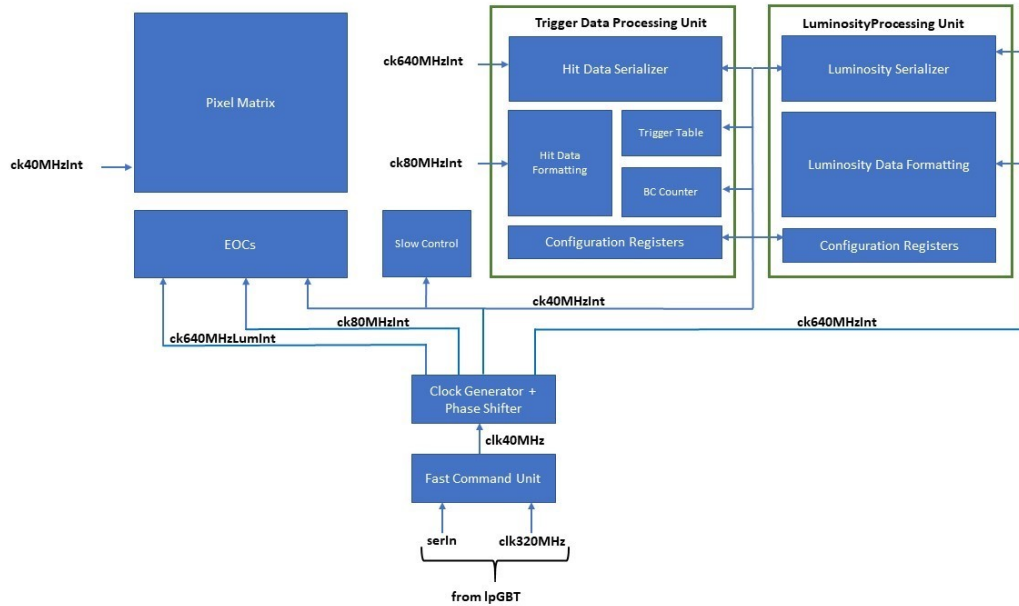 Trigger Data Processing Unit
LuminosityProcessing Unit
ck640MHzInt
Hit Data Serializer
Luminosity Serializer
Pixel Matrix
Trigger Table
ck40MHzInt
ck80MHzInt
Hit Data
Formatting
Luminosity Data Formatting
BC Counter
EOCs
Slow Control
Configuration Registers
Configuration Registers
ck40MHzInt
ck80MHzInt
ck640MHzInt
ck640MHzLumInt
Clock Generator +
Phase Shifter
clk40MHz
Fast Command Unit
serIn
clk320MHz
from lpGBT